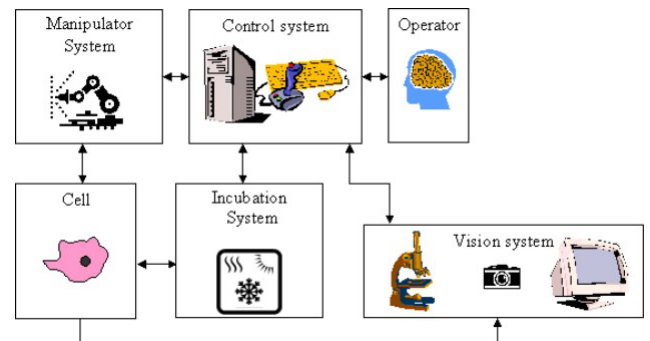 Manipulator
System
Control system
Operator
Cell
Incubation
System
Vision system